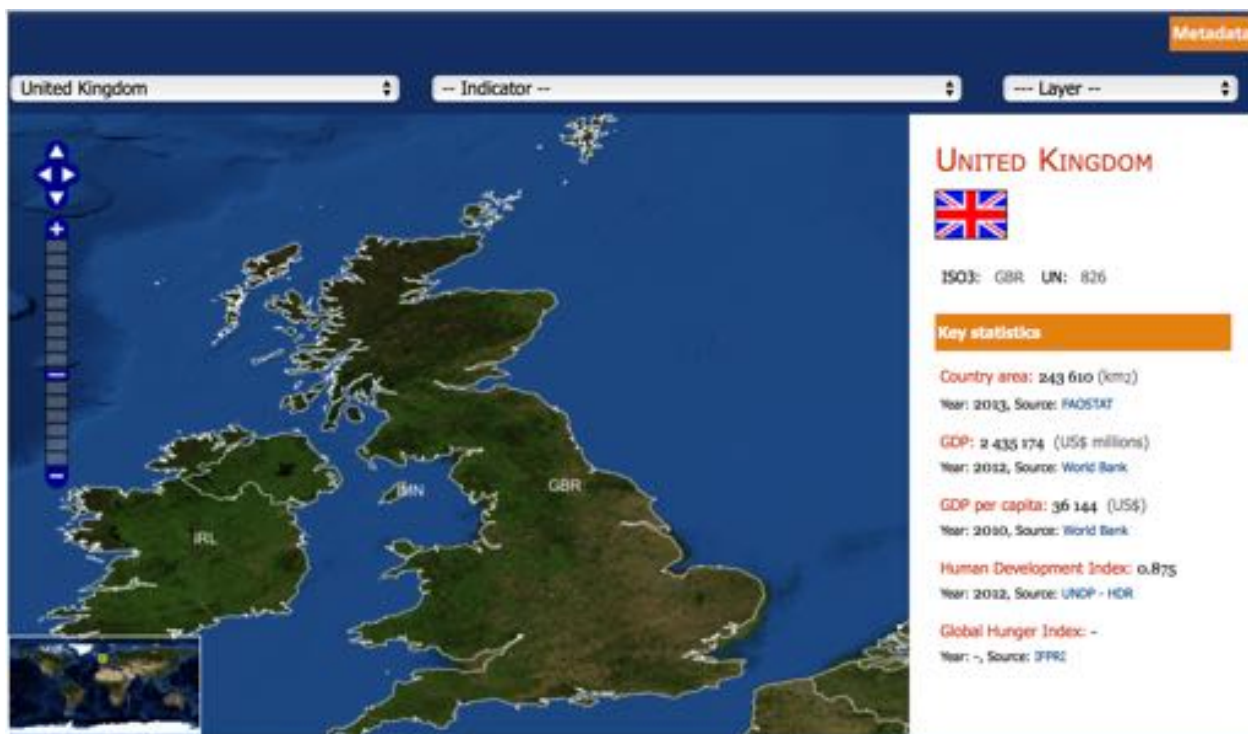 Metadata
United Kingdom
-- Indicator --
--- Layer --
UNITED KINGDOM
ISO3: GBR UN: 826
Key statistics
Country area: 243 610 (km2)
Year: 2013, Source: FAOSTAT
GDP: 2 435 174 (US$ millions)
Year: 2012, Source: World Bank
GDP per capita: 36 144 (US$)
Year: 2010, Source: World Bank
Human Development Index: 0.875
Year: 2012, Source: UNDP - HDR
Global Hunger Index: -
Year: -, Source: IFPRI
GBR
IMN
IRL